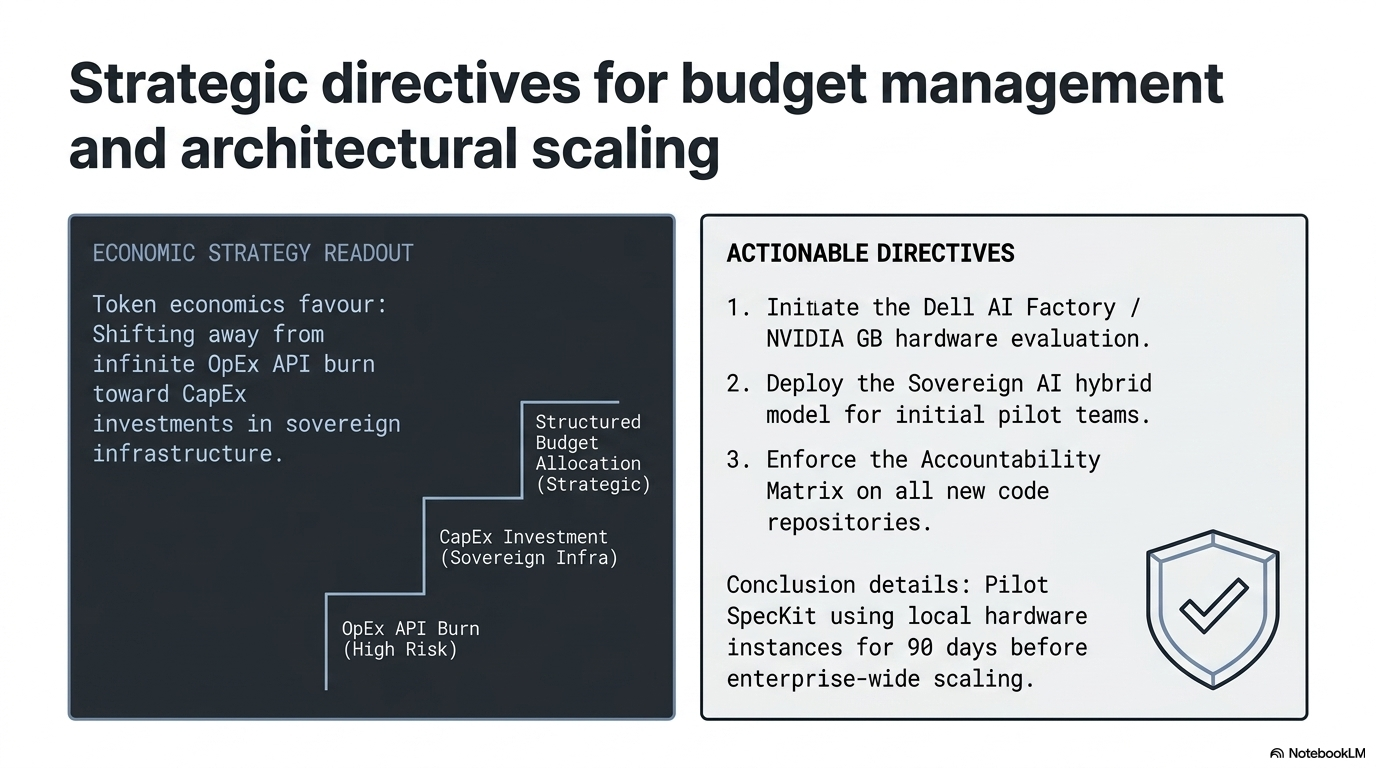 Strategic directives for budget management
and architectural scaling
ECONOMIC STRATEGY READOUT
Token economics favour:
Shifting away from
infinite OpEx API burn
toward CapEx
investments in sovereign
infrastructure.
Structured
Budget
Allocation
(Strategic)
CapEx Investment
(Sovereign Infra)
OpEx API Burn
(High Risk)
ACTIONABLE DIRECTIVES
1. Initiate the Dell AI Factory /
NVIDIA GB hardware evaluation.
2. Deploy the Sovereign AI hybrid
model for initial pilot teams.
3. Enforce the Accountability
Matrix on all new code
repositories.
Conclusion details: Pilot
SpecKit using local hardware
instances for 90 days before
enterprise-wide scaling.
NotebookLM